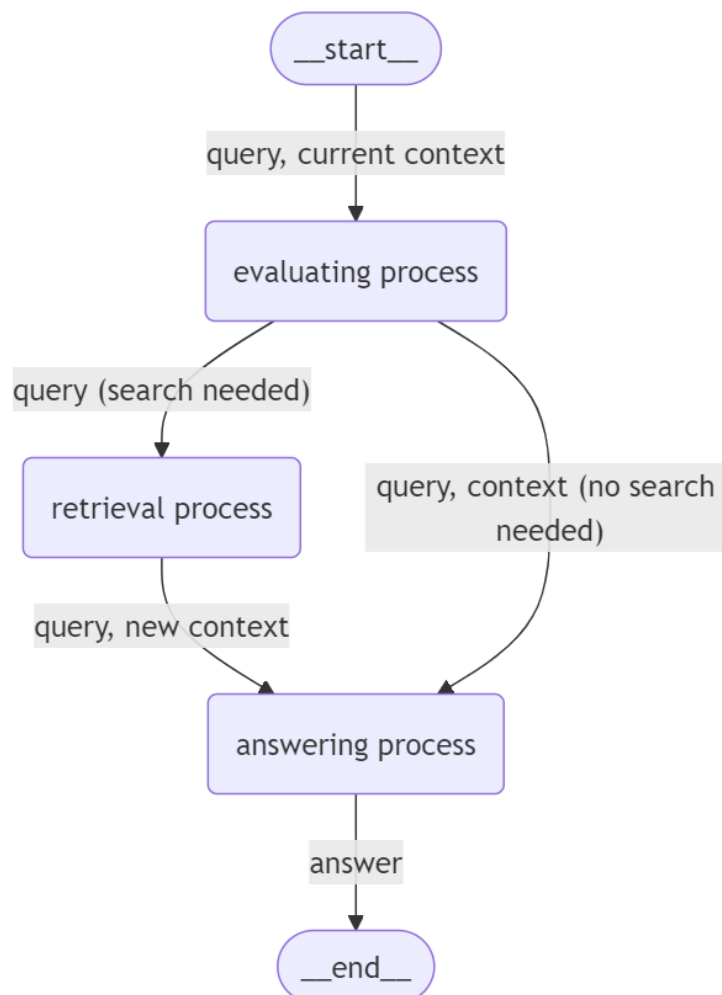 __start__
query, current context
evaluating process
query (search needed)
query, context (no search
needed)
retrieval process
query, new context
answering process
answer
__end__